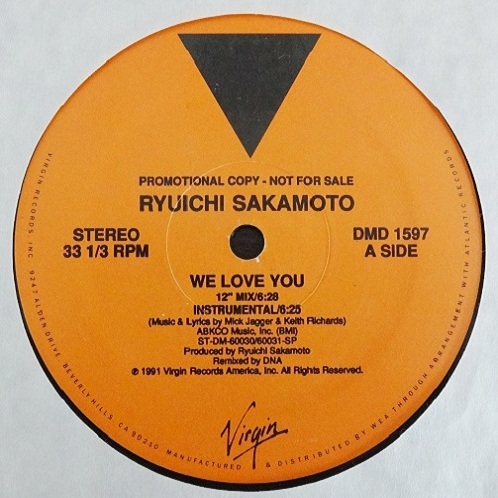 PROMOTIONAL COPY - NOT FOR SALE
RYUICHI SAKAMOTO
STEREO
33 1/3 RPM
DMD 1597
A SIDE
WE LOVE YOU
12" MIX/6:28
INSTRUMENTAL/6:25
(Music & Lyrics by Mick Jagger & Keith Richards)
ABKCO Music, Inc. (BMI)
ST-DM-60030/60031-SP
Produced by Ryuichi Sakamoto
Remixed by DNA
℗ 1991 Virgin Records America, Inc. All Rights Reserved.
Virgin
VIRGIN RECORDS INC. 9247 ALDEN DRIVE, BEVERLY HILLS, CA 90210 MANUFACTURED & DISTRIBUTED BY WEA THROUGH ARRANGEMENT WITH ATLANTIC RECORDS